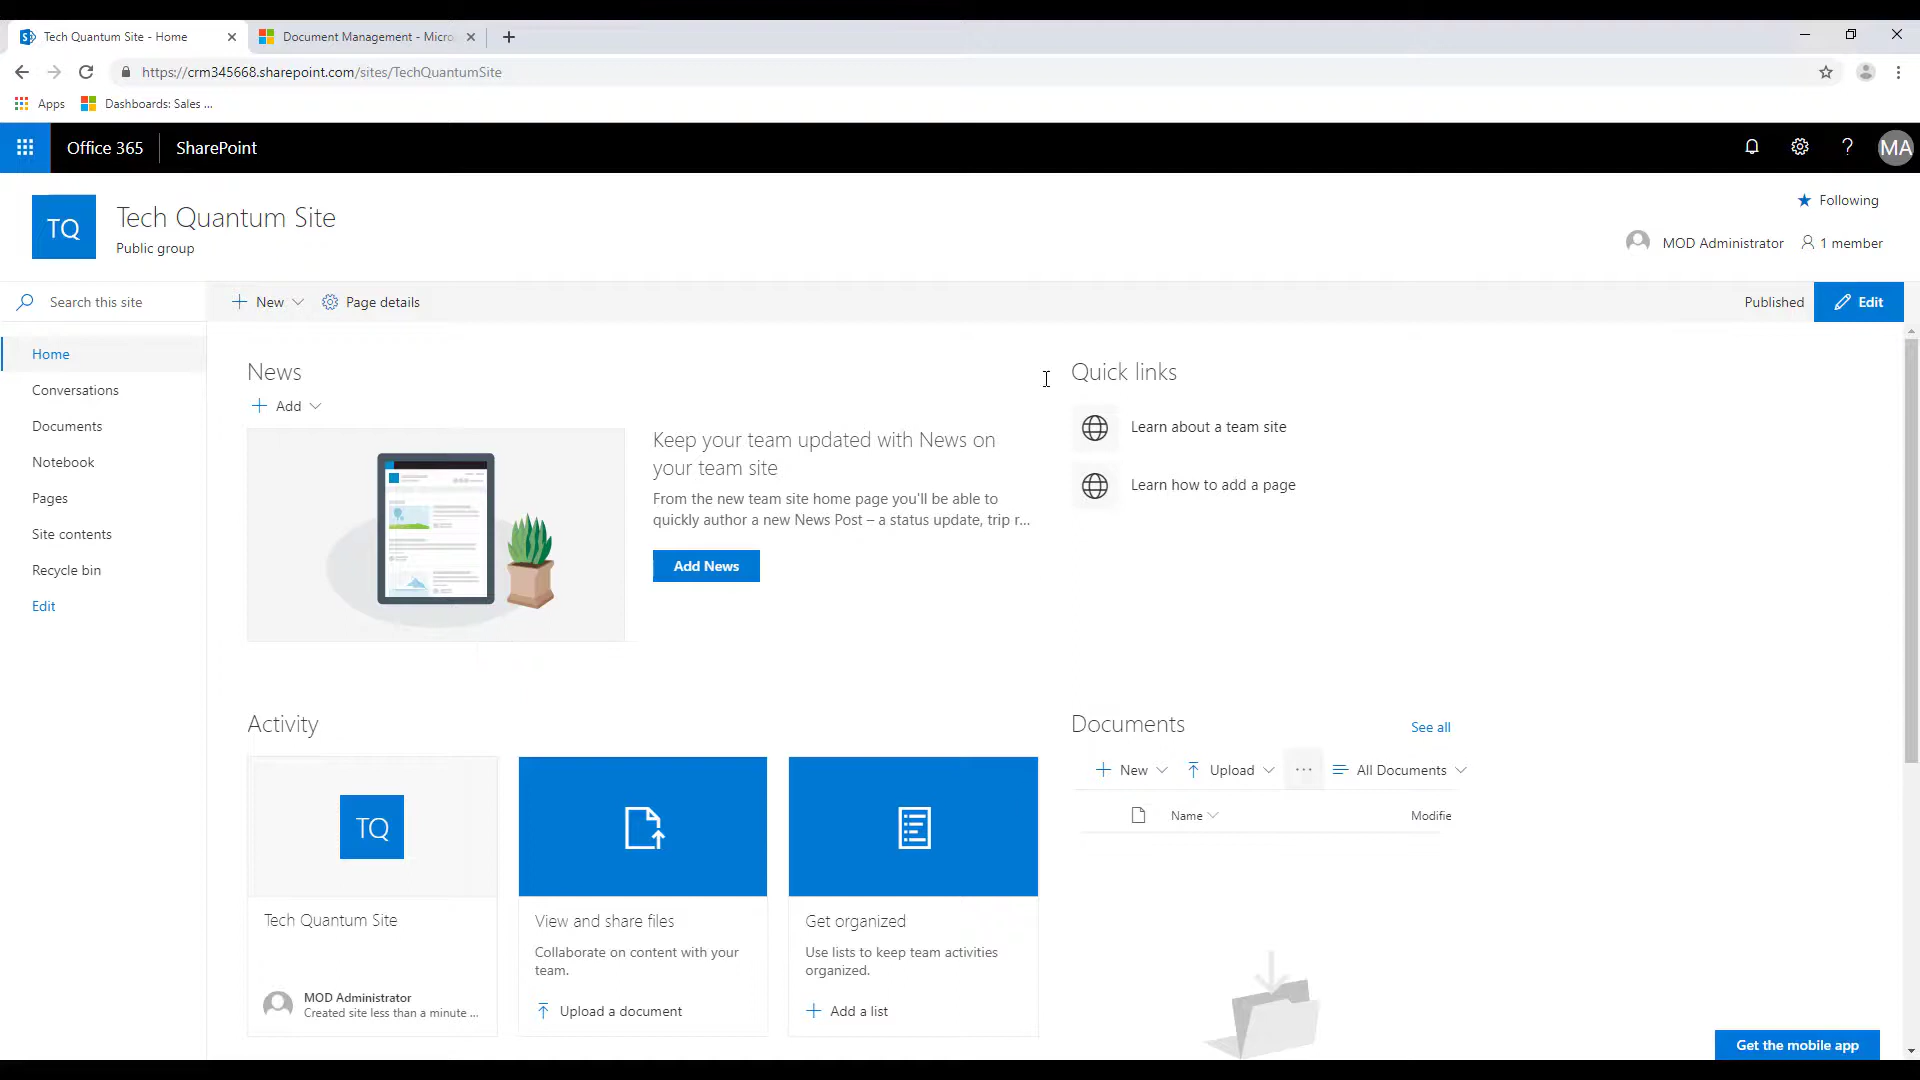 Tech Quantum Site - Home
Document Management - Micro
https://crm345668.sharepoint.com/sites/TechQuantumSite
Apps
Dashboards: Sales ...
Office 365
SharePoint
MA
TQ
Tech Quantum Site
Public group
Following
MOD Administrator
1 member
Search this site
New
Page details
Published
Edit
Home
Conversations
Documents
Notebook
Pages
Site contents
Recycle bin
Edit
News
Add
Keep your team updated with News on
your team site
From the new team site home page you'll be able to
quickly author a new News Post – a status update, trip r...
Add News
Quick links
Learn about a team site
Learn how to add a page
Activity
TQ
Tech Quantum Site
MOD Administrator
Created site less than a minute ...
View and share files
Collaborate on content with your
team.
Upload a document
Get organized
Use lists to keep team activities
organized.
Add a list
Documents
See all
New
Upload
...
All Documents
Name
Modifie
Get the mobile app